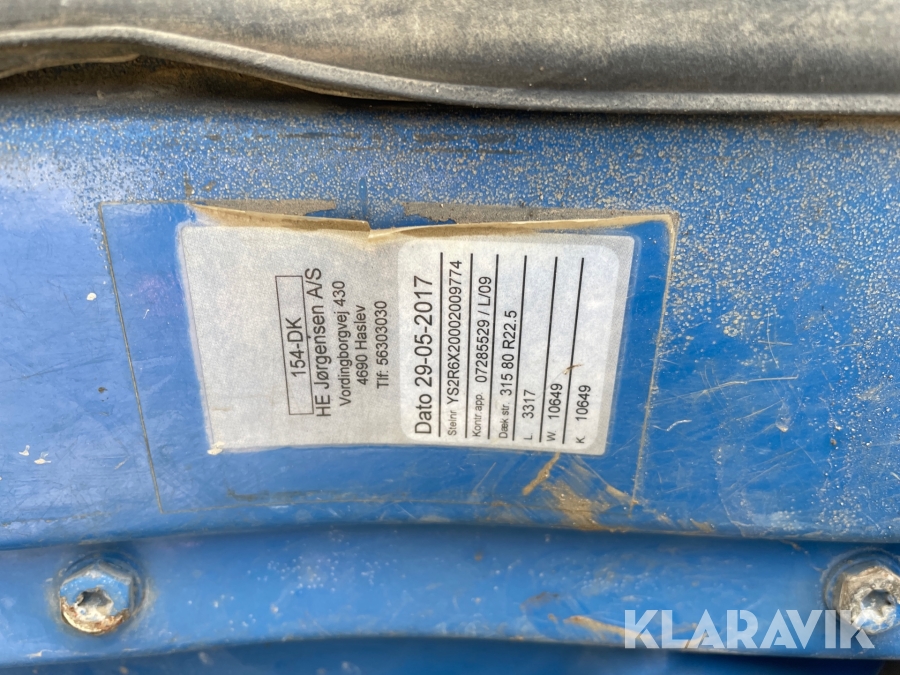 154-DK
HE Jørgensen A/S
Vordingborgvej 430
4690 Haslev
Tlf: 56303030
Dato 29-05-2017
Stelnr YS2R6X20002009774
Kontr.app. 07285529 / L/09
Dæk str. 315 80 R22.5
L 3317
W 10649
K 10649
KLARAVIK